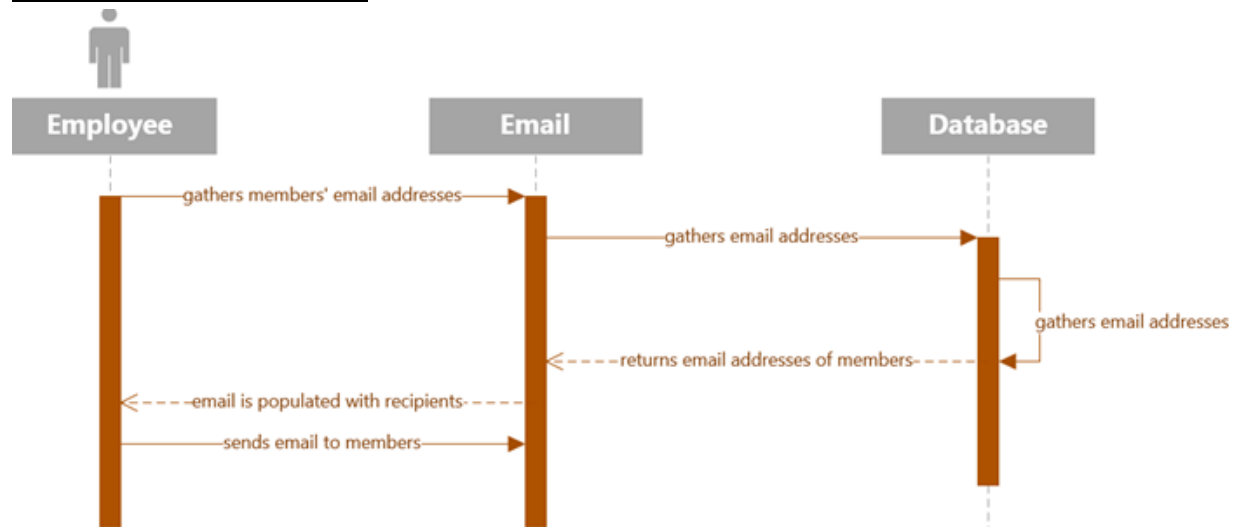 Employee
Email
Database
gathers members' email addresses
gathers email addresses
gathers email addresses
returns email addresses of members
email is populated with recipients
sends email to members